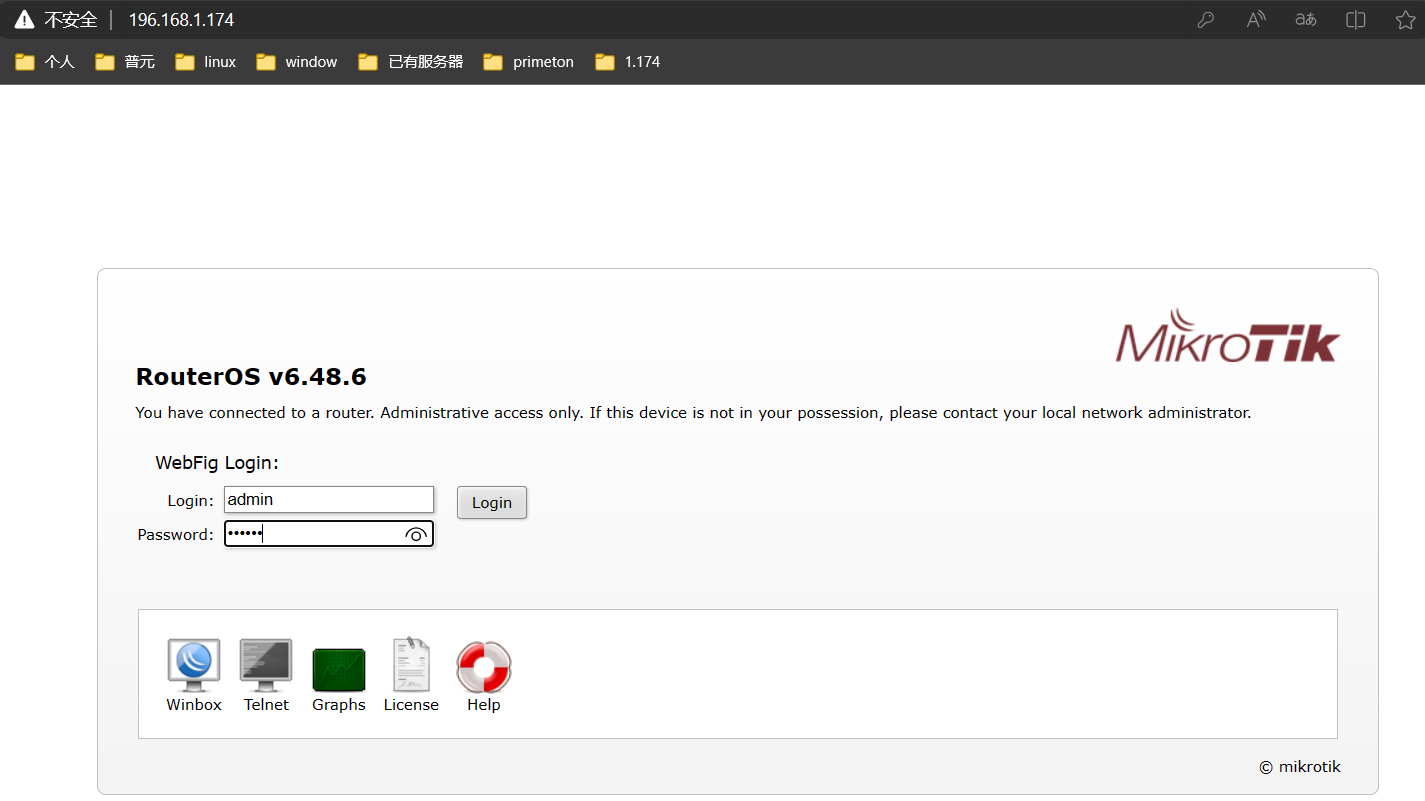 不安全 | 196.168.1.174
个人 普元 linux window 已有服务器 primeton 1.174
MikroTik
RouterOS v6.48.6
You have connected to a router. Administrative access only. If this device is not in your possession, please contact your local network administrator.
WebFig Login:
Login: admin Login
Password: ••••••
Winbox Telnet Graphs License Help
© mikrotik